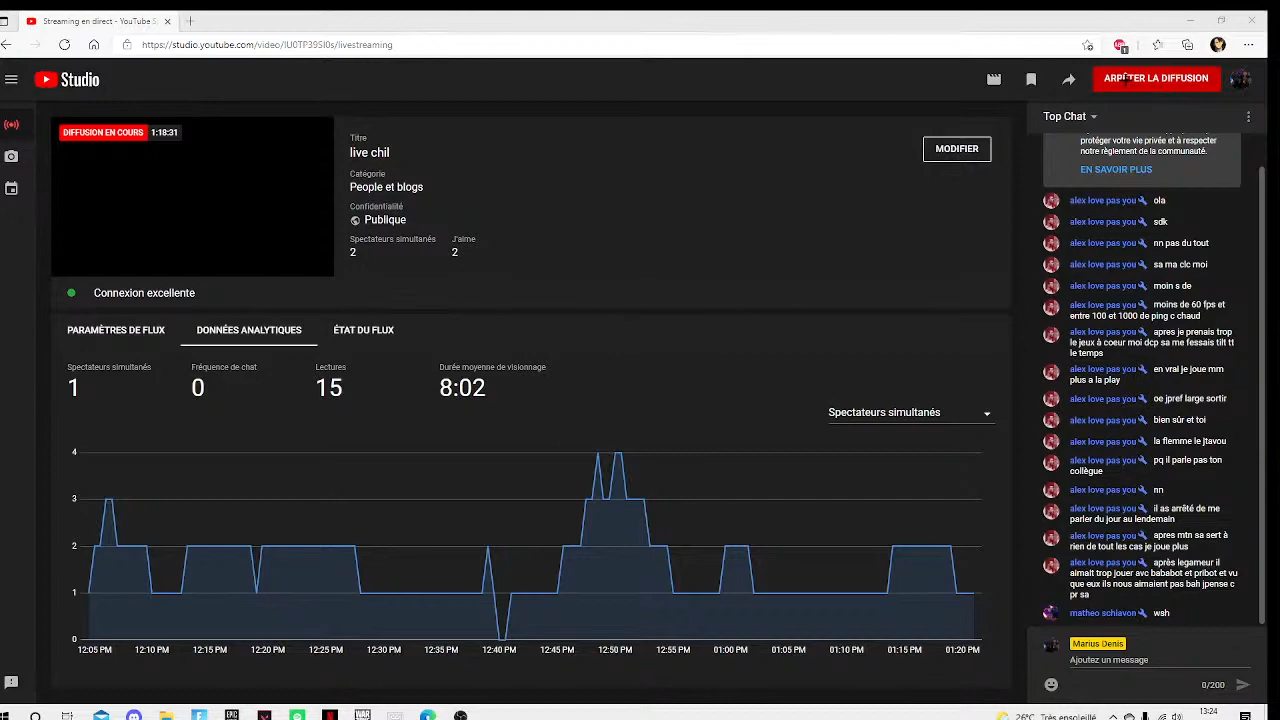 Streaming en direct - YouTube S
https://studio.youtube.com/video/lU0TP39SI0s/livestreaming
Studio
ARRÊTER LA DIFFUSION
DIFFUSION EN COURS 1:18:31
Titre
live chil
MODIFIER
Catégorie
People et blogs
Confidentialité
Publique
Spectateurs simultanés J'aime
2 2
Connexion excellente
PARAMÈTRES DE FLUX DONNÉES ANALYTIQUES ÉTAT DU FLUX
Spectateurs simultanés Fréquence de chat Lectures Durée moyenne de visionnage
1 0 15 8:02
Spectateurs simultanés
4
3
2
1
0
12:05 PM 12:10 PM 12:15 PM 12:20 PM 12:25 PM 12:30 PM 12:35 PM 12:40 PM 12:45 PM 12:50 PM 12:55 PM 01:00 PM 01:05 PM 01:10 PM 01:15 PM 01:20 PM
Top Chat
protéger votre vie privée et à respecter
notre règlement de la communauté.
EN SAVOIR PLUS
alex love pas you ola
alex love pas you sdk
alex love pas you nn pas du tout
alex love pas you sa ma clc moi
alex love pas you moin s de
alex love pas you moins de 60 fps et
entre 100 et 1000 de ping c chaud
alex love pas you apres je prenais trop
le jeux à coeur moi dcp sa me fessait tilt tt
le temps
alex love pas you en vrai je joue mm
plus a la play
alex love pas you oe jpref large sortir
alex love pas you bien sûr et toi
alex love pas you la flemme le jtavou
alex love pas you pq il parle pas ton
collègue
alex love pas you nn
alex love pas you il as arrêté de me
parler du jour au lendemain
alex love pas you apres mtn sa sert à
rien de tout les cas je joue plus
alex love pas you après legameur il
aimait trop jouer avc bababot et pribot et vu
que eux ils nous aimaient pas bah jpense c
pr sa
matheo schiavon wsh
Marius Denis
Ajoutez un message
0/200
26°C Très ensoleillé
13:24